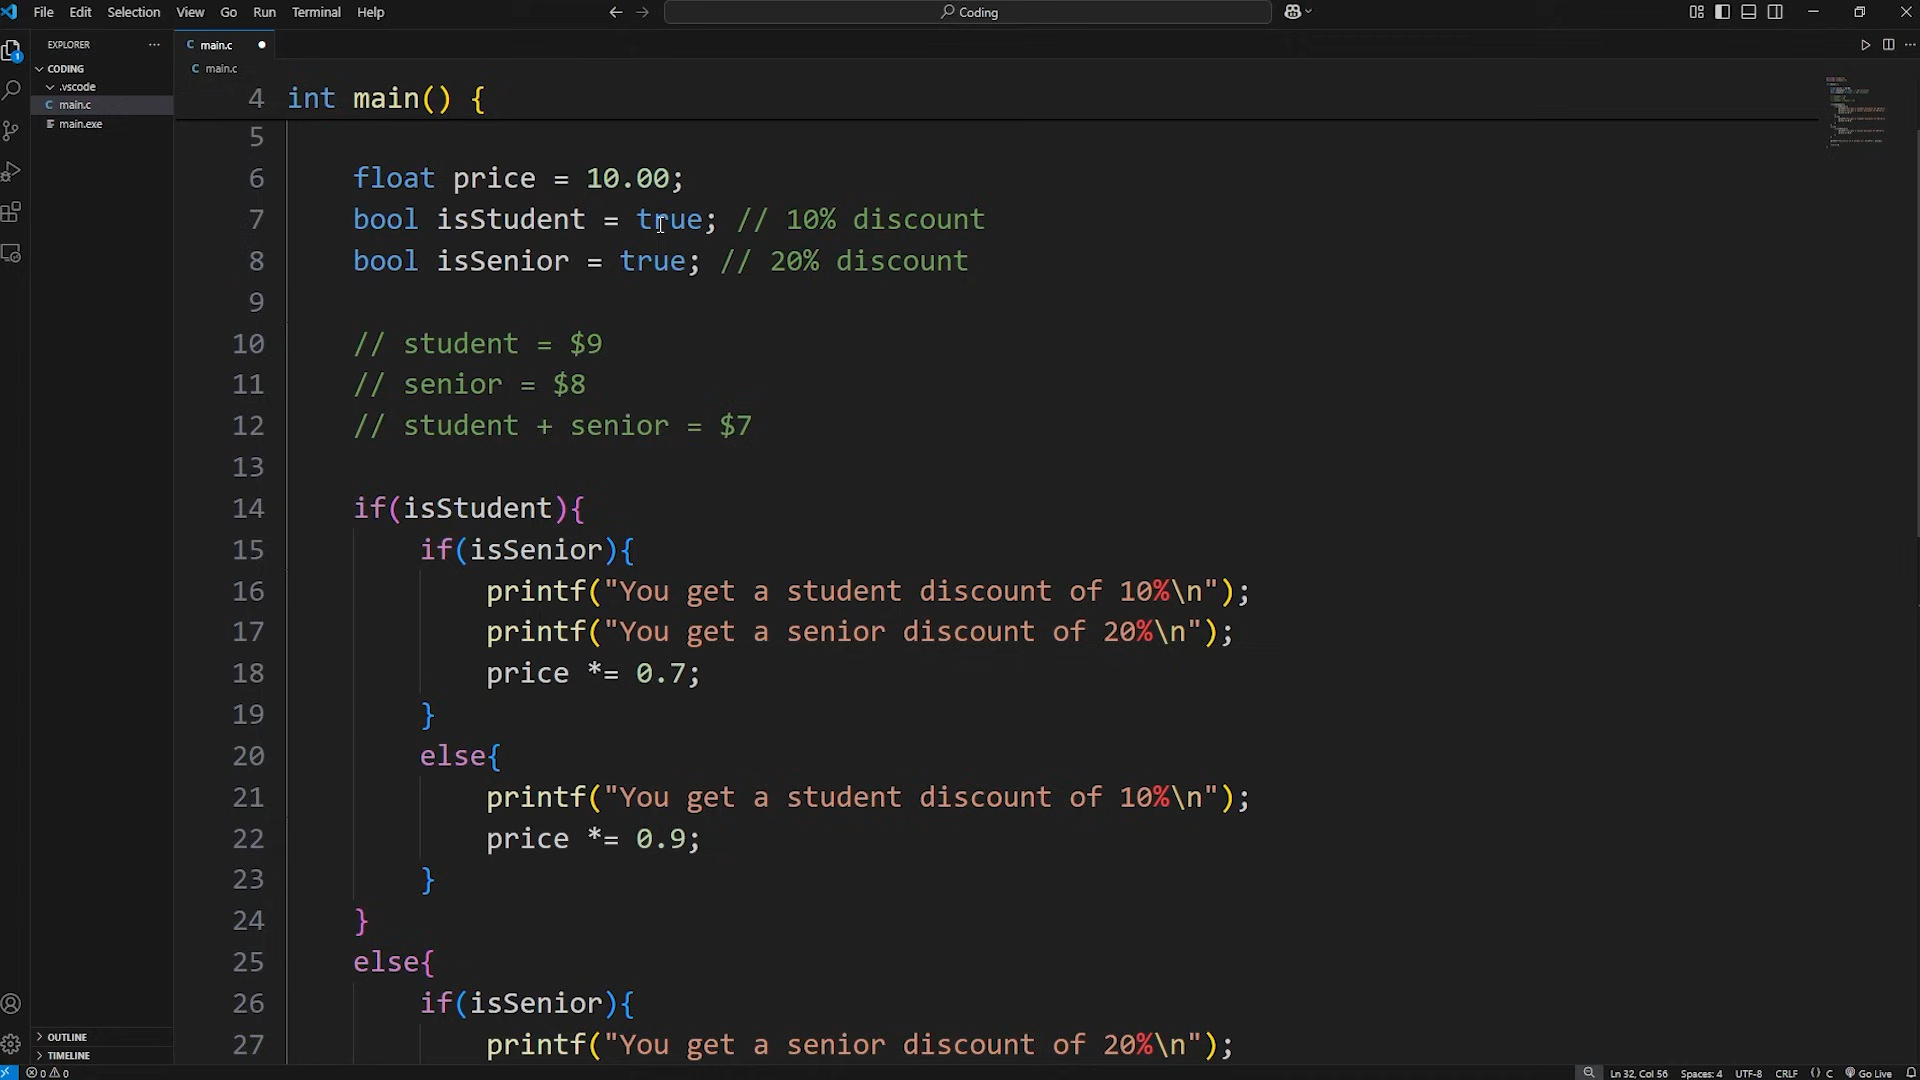 File Edit Selection View Go Run Terminal Help
Coding
EXPLORER
CODING
.vscode
C main.c
main.exe
OUTLINE
TIMELINE
1
C main.c
C main.c
4 int main() {
5
6 float price = 10.00;
7 bool isStudent = true; // 10% discount
8 bool isSenior = true; // 20% discount
9
10 // student = $9
11 // senior = $8
12 // student + senior = $7
13
14 if(isStudent){
15 if(isSenior){
16 printf("You get a student discount of 10%\n");
17 printf("You get a senior discount of 20%\n");
18 price *= 0.7;
19 }
20 else{
21 printf("You get a student discount of 10%\n");
22 price *= 0.9;
23 }
24 }
25 else{
26 if(isSenior){
27 printf("You get a senior discount of 20%\n");
0 0 Ln 32, Col 56 Spaces: 4 UTF-8 CRLF {} C Go Live